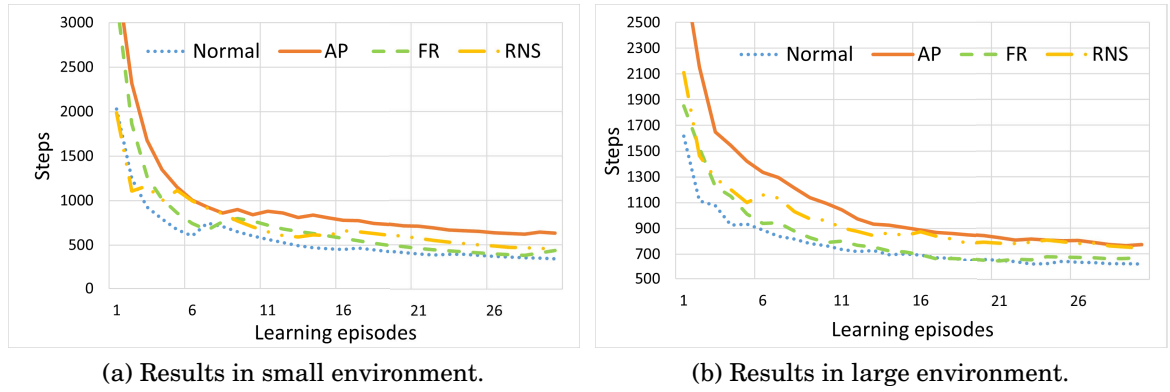 3000
2500
2000
1500
1000
500
0
Steps
Normal AP FR RNS
1 6 11 16 21 26
Learning episodes
(a) Results in small environment.
2500
2300
2100
1900
1700
1500
1300
1100
900
700
500
Steps
Normal AP FR RNS
1 6 11 16 21 26
Learning episodes
(b) Results in large environment.